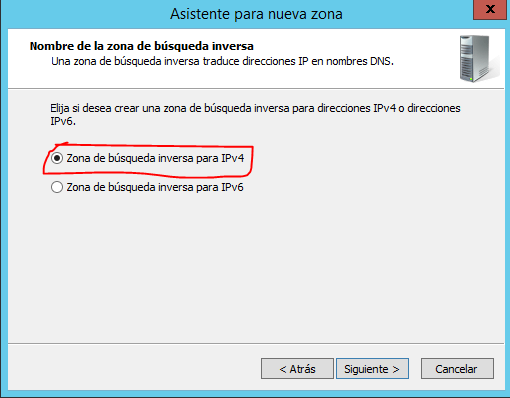 Asistente para nueva zona
x
Nombre de la zona de búsqueda inversa
Una zona de búsqueda inversa traduce direcciones IP en nombres DNS.
Elija si desea crear una zona de búsqueda inversa para direcciones IPv4 o direcciones
IPv6.
Zona de búsqueda inversa para IPv4
Zona de búsqueda inversa para IPv6
< Atrás Siguiente > Cancelar